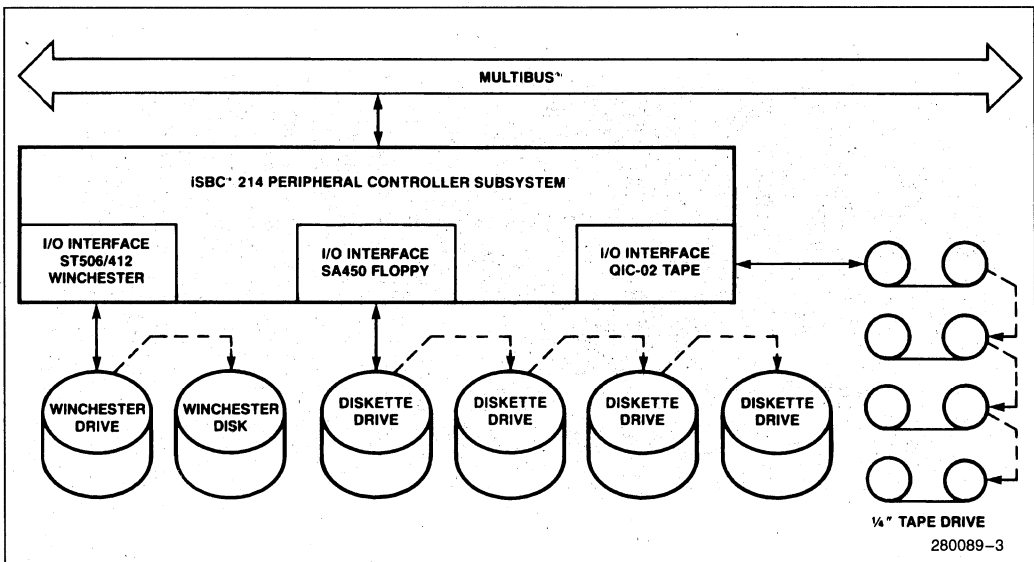 MULTIBUS*
iSBC* 214 PERIPHERAL CONTROLLER SUBSYSTEM
I/O INTERFACE
ST506/412
WINCHESTER
I/O INTERFACE
SA450 FLOPPY
I/O INTERFACE
QIC-02 TAPE
WINCHESTER
DRIVE
WINCHESTER
DISK
DISKETTE
DRIVE
DISKETTE
DRIVE
DISKETTE
DRIVE
DISKETTE
DRIVE
¼" TAPE DRIVE
280089–3